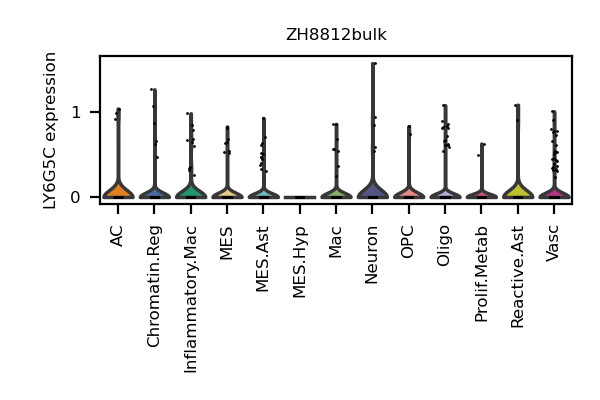 ZH8812bulk
LY6G5C expression
1
0
AC
Chromatin.Reg
Inflammatory.Mac
MES
MES.Ast
MES.Hyp
Mac
Neuron
OPC
Oligo
Prolif.Metab
Reactive.Ast
Vasc